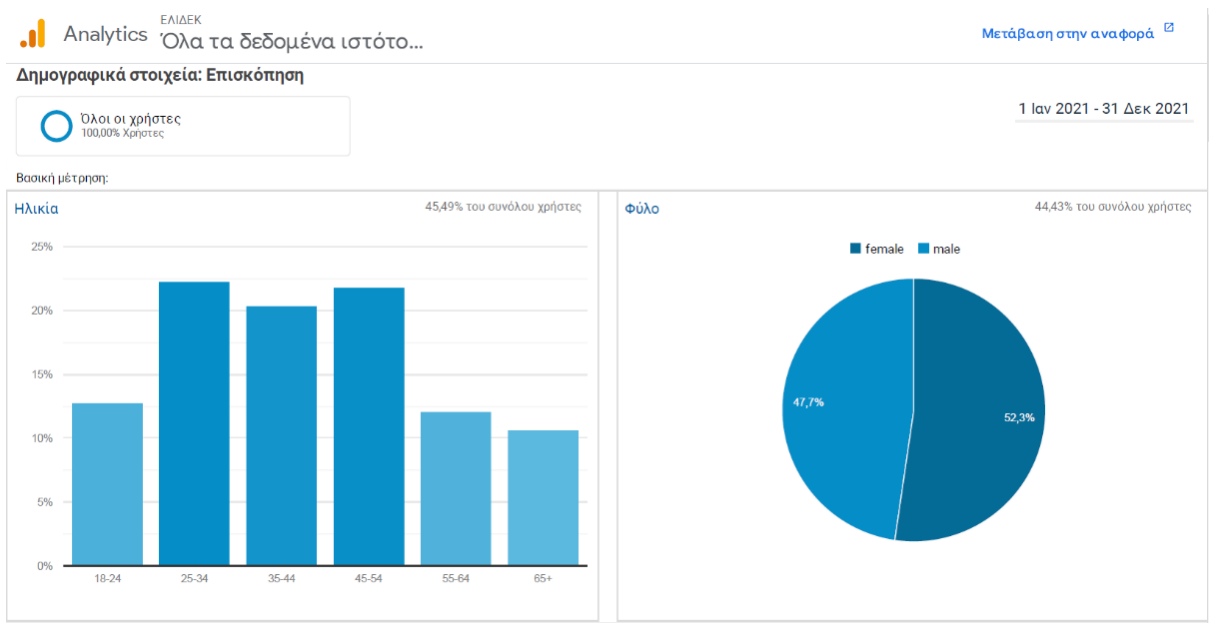 ΕΛΙΔΕΚ
Analytics Όλα τα δεδομένα ιστότο...
Μετάβαση στην αναφορά
Δημογραφικά στοιχεία: Επισκόπηση
Όλοι οι χρήστες
100,00% Χρήστες
1 Ιαν 2021 - 31 Δεκ 2021
Βασική μέτρηση:
Ηλικία
45,49% του συνόλου χρήστες
25%
20%
15%
10%
5%
0%
18-24 25-34 35-44 45-54 55-64 65+
Φύλο
44,43% του συνόλου χρήστες
female male
47,7%
52,3%